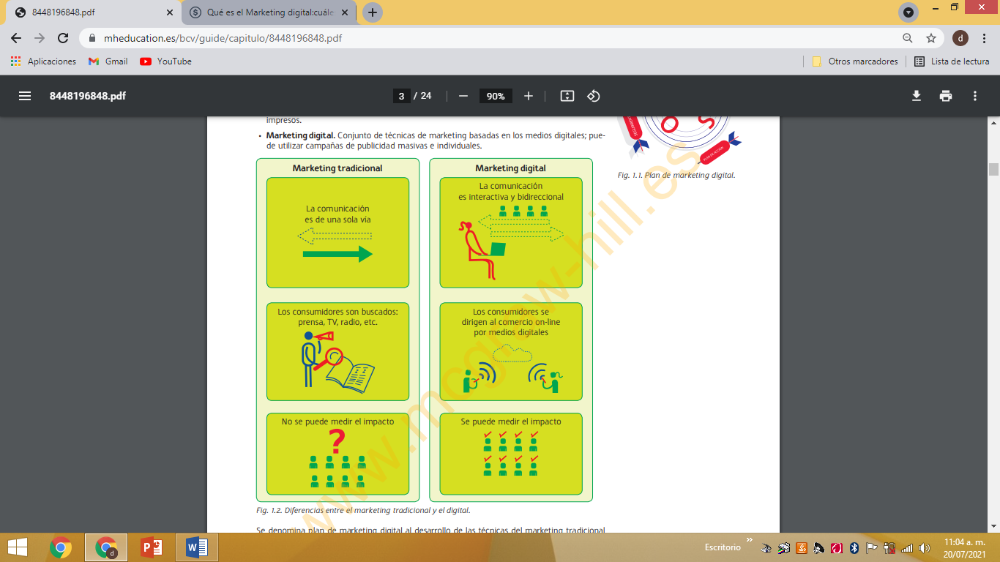 8448196848.pdf
Qué es el Marketing digital:cuále
mheducation.es/bcv/guide/capitulo/8448196848.pdf
d
Aplicaciones
Gmail
YouTube
Otros marcadores
Lista de lectura
8448196848.pdf
3 / 24
90%
impresos.
• Marketing digital. Conjunto de técnicas de marketing basadas en los medios digitales; pue-
de utilizar campañas de publicidad masivas e individuales.
O S
PLAN DE ACCIÓN
Fig. 1.1. Plan de marketing digital.
Marketing tradicional
La comunicación
es de una sola vía
Los consumidores son buscados:
prensa, TV, radio, etc.
No se puede medir el impacto
?
Marketing digital
La comunicación
es interactiva y bidireccional
Los consumidores se
dirigen al comercio on-line
por medios digitales
Se puede medir el impacto
www.mcgraw-hill.es
Fig. 1.2. Diferencias entre el marketing tradicional y el digital.
Se denomina plan de marketing digital al desarrollo de las técnicas del marketing tradicional
d
Escritorio
11:04 a. m.
20/07/2021